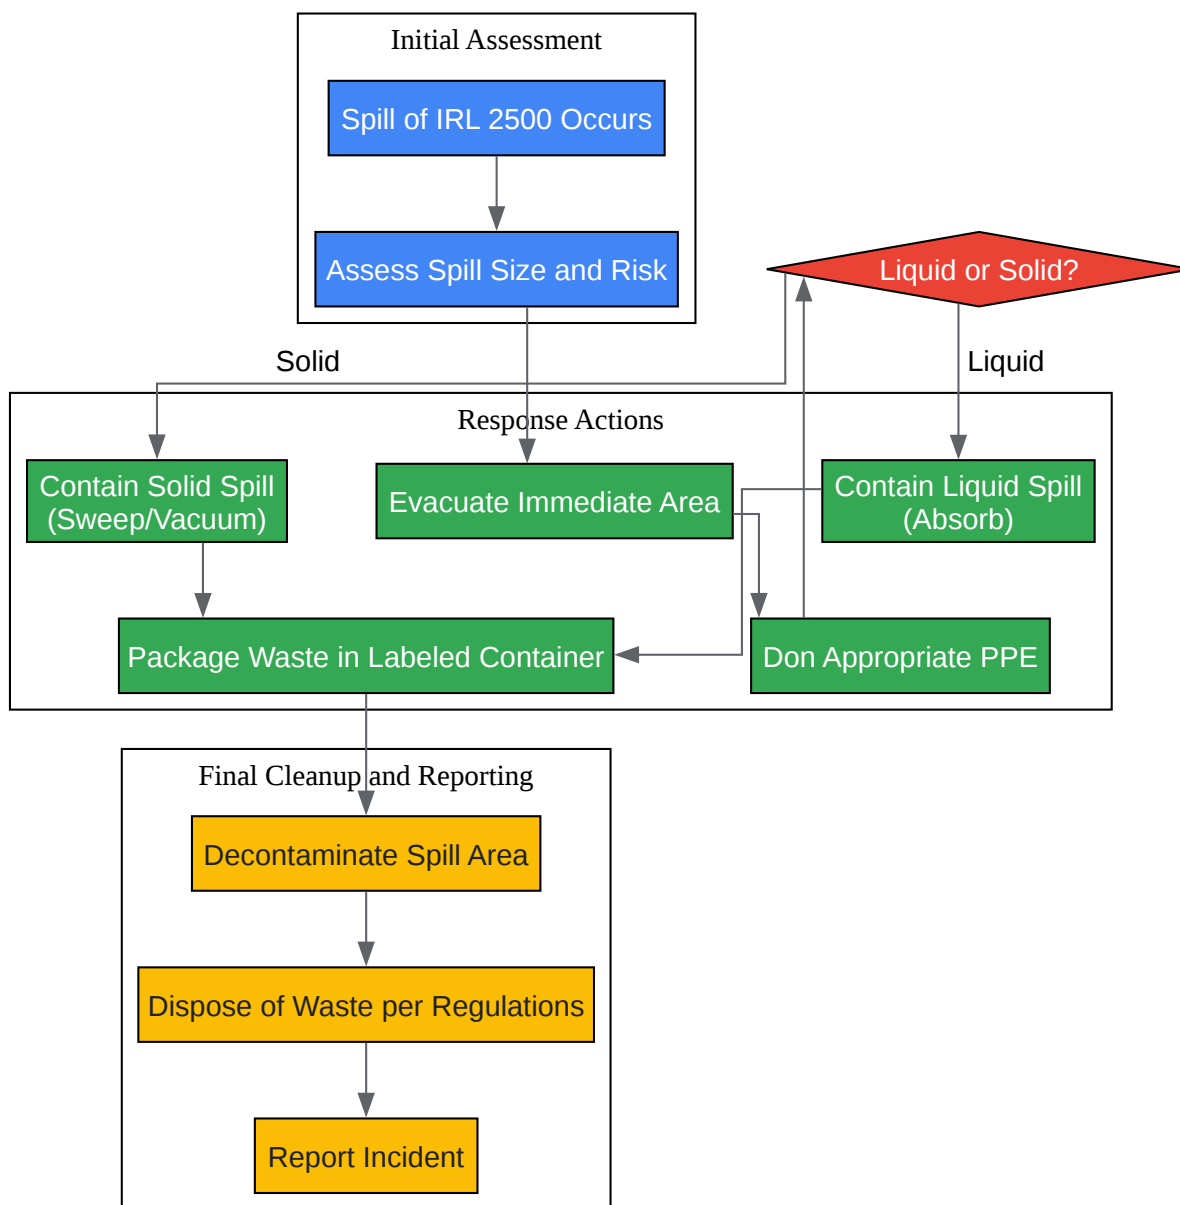 Initial Assessment
Spill of IRL 2500 Occurs
Assess Spill Size and Risk
Liquid or Solid?
Solid
Liquid
Response Actions
Contain Solid Spill
(Sweep/Vacuum)
Evacuate Immediate Area
Contain Liquid Spill
(Absorb)
Package Waste in Labeled Container
Don Appropriate PPE
Final Cleanup and Reporting
Decontaminate Spill Area
Dispose of Waste per Regulations
Report Incident